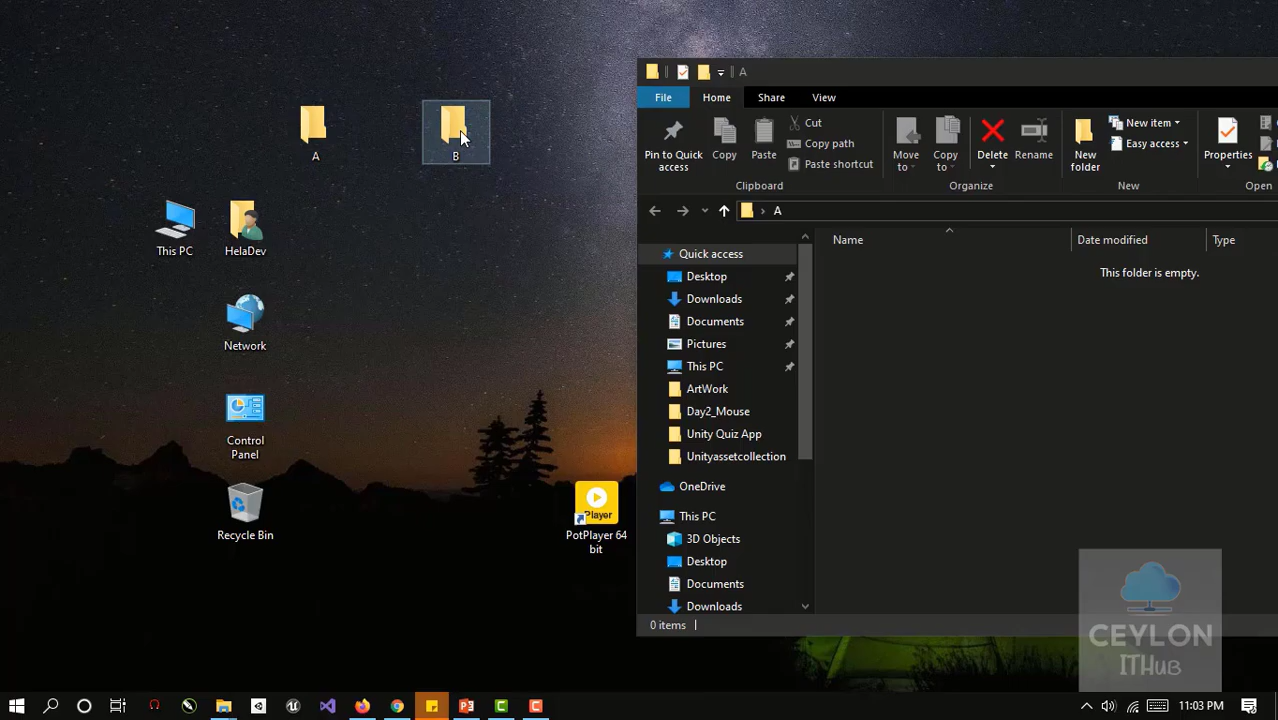 A
B
This PC
HelaDev
Network
Control
Panel
Recycle Bin
Player
PotPlayer 64
bit
A
File
Home
Share
View
Pin to Quick
access
Copy
Paste
Cut
Copy path
Paste shortcut
Clipboard
Move
to
Copy
to
Delete
Rename
Organize
New
folder
New item
Easy access
New
Properties
Open
A
Name
Date modified
Type
This folder is empty.
Quick access
Desktop
Downloads
Documents
Pictures
This PC
ArtWork
Day2_Mouse
Unity Quiz App
Unityassetcollection
OneDrive
This PC
3D Objects
Desktop
Documents
Downloads
0 items
CEYLON
ITHub
11:03 PM